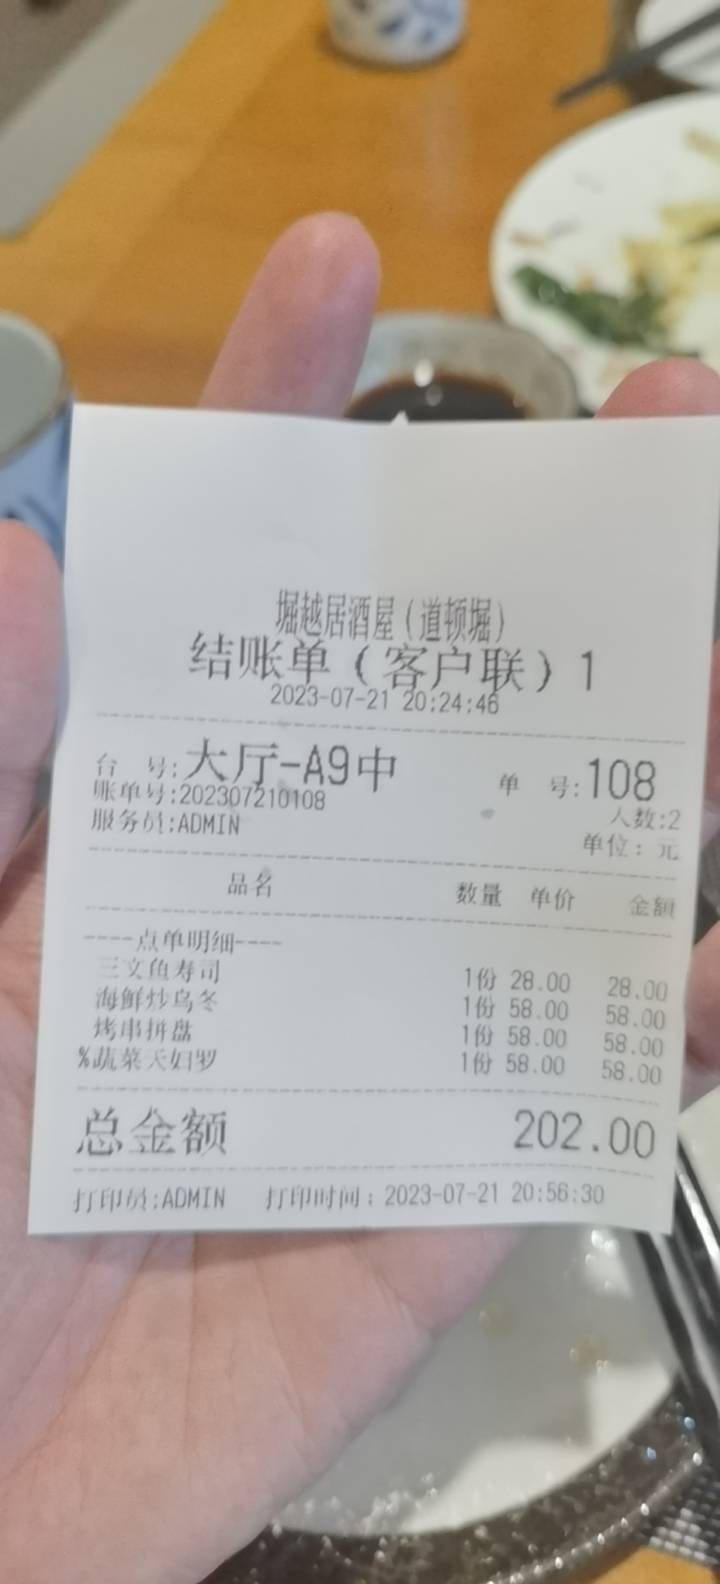 堀越居酒屋（道顿堀）
结账单（客户联）1
2023-07-21 20:24:46
台 号:大厅-A9中 单 号:108
账单号:202307210108 人数:2
服务员:ADMIN 单位：元
品名 数量 单价 金额
----点单明细----
三文鱼寿司 1份 28.00 28.00
海鲜炒乌冬 1份 58.00 58.00
烤串拼盘 1份 58.00 58.00
%蔬菜天妇罗 1份 58.00 58.00
总金额 202.00
打印员:ADMIN 打印时间：2023-07-21 20:56:30